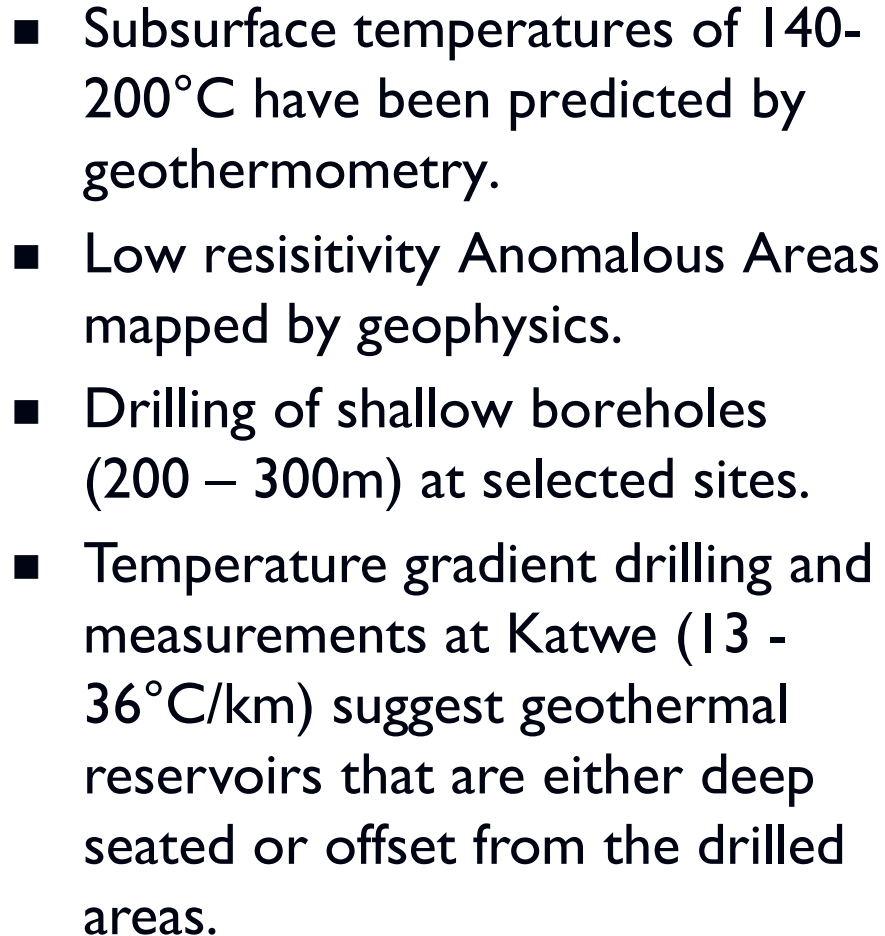 ■ Subsurface temperatures of 140-
200°C have been predicted by
geothermometry.
■ Low resisitivity Anomalous Areas
mapped by geophysics.
■ Drilling of shallow boreholes
(200 – 300m) at selected sites.
■ Temperature gradient drilling and
measurements at Katwe (13 -
36°C/km) suggest geothermal
reservoirs that are either deep
seated or offset from the drilled
areas.